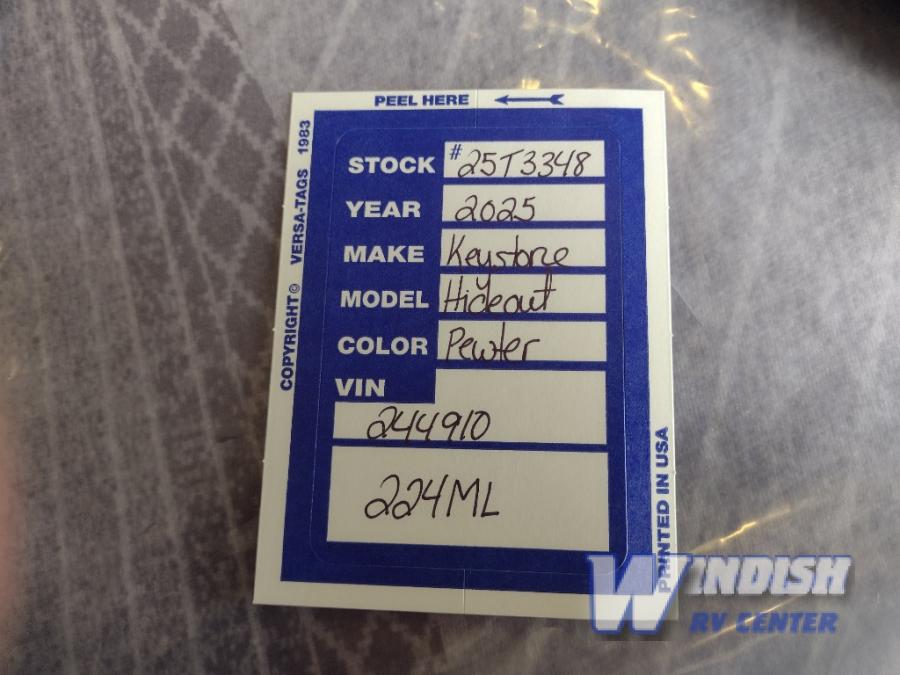 PEEL HERE
COPYRIGHT © VERSA-TAGS 1983
STOCK #25T3348
YEAR 2025
MAKE Keystone
MODEL Hideout
COLOR Pewter
VIN
244910
224ML
PRINTED IN USA
WINDISH
RV CENTER